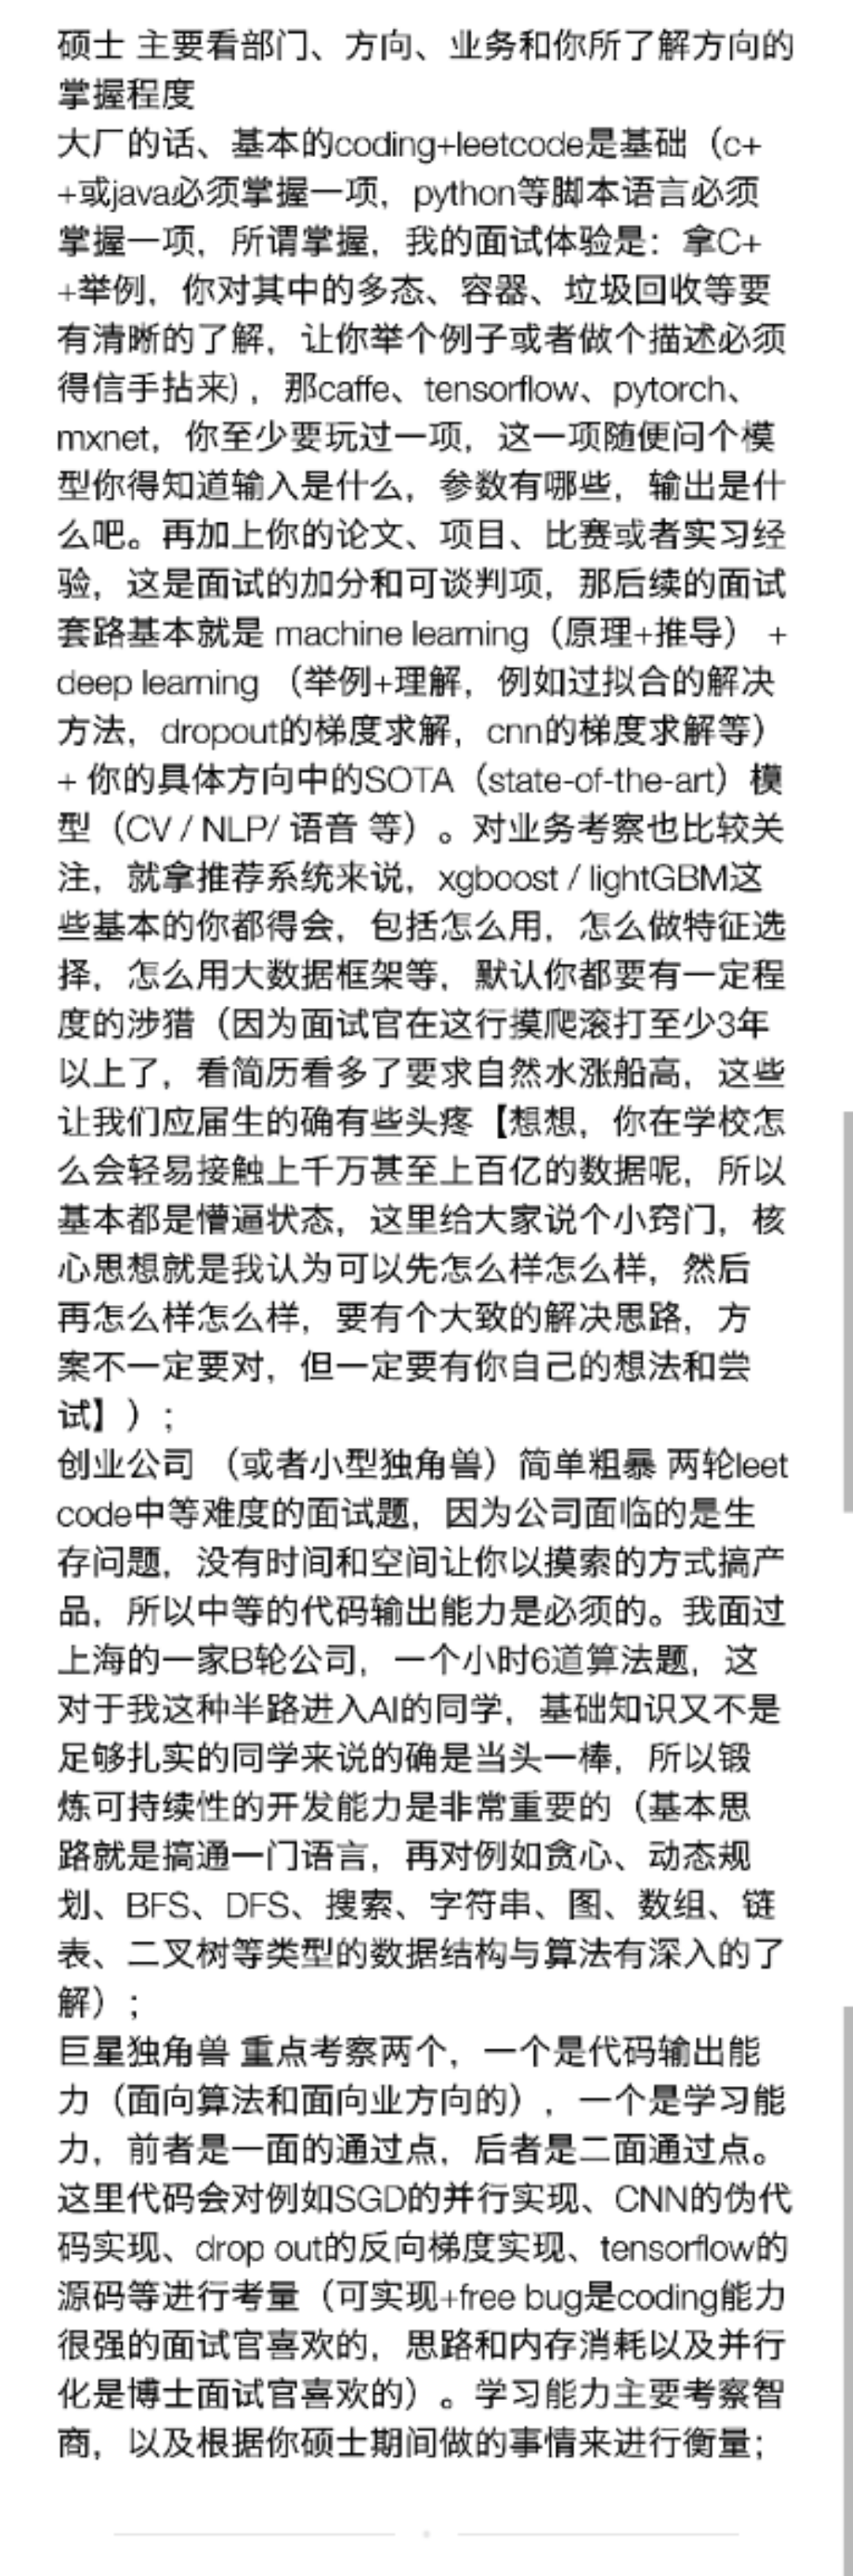 硕士 主要看部门、方向、业务和你所了解方向的
掌握程度
大厂的话、基本的coding+leetcode是基础（c+
+或java必须掌握一项，python等脚本语言必须
掌握一项，所谓掌握，我的面试体验是：拿C+
+举例，你对其中的多态、容器、垃圾回收等要
有清晰的了解，让你举个例子或者做个描述必须
得信手拈来)，那caffe、tensorflow、pytorch、
mxnet，你至少要玩过一项，这一项随便问个模
型你得知道输入是什么，参数有哪些，输出是什
么吧。再加上你的论文、项目、比赛或者实习经
验，这是面试的加分和可谈判项，那后续的面试
套路基本就是 machine learning（原理+推导） +
deep learning （举例+理解，例如过拟合的解决
方法，dropout的梯度求解，cnn的梯度求解等）
+ 你的具体方向中的SOTA（state-of-the-art）模
型（CV / NLP/ 语音 等）。对业务考察也比较关
注，就拿推荐系统来说，xgboost / lightGBM这
些基本的你都得会，包括怎么用，怎么做特征选
择，怎么用大数据框架等，默认你都要有一定程
度的涉猎（因为面试官在这行摸爬滚打至少3年
以上了，看简历看多了要求自然水涨船高，这些
让我们应届生的确有些头疼【想想，你在学校怎
么会轻易接触上千万甚至上百亿的数据呢，所以
基本都是懵逼状态，这里给大家说个小窍门，核
心思想就是我认为可以先怎么样怎么样，然后
再怎么样怎么样，要有个大致的解决思路，方
案不一定要对，但一定要有你自己的想法和尝
试】）；
创业公司 （或者小型独角兽）简单粗暴 两轮leet
code中等难度的面试题，因为公司面临的是生
存问题，没有时间和空间让你以摸索的方式搞产
品，所以中等的代码输出能力是必须的。我面过
上海的一家B轮公司，一个小时6道算法题，这
对于我这种半路进入AI的同学，基础知识又不是
足够扎实的同学来说的确是当头一棒，所以锻
炼可持续性的开发能力是非常重要的（基本思
路就是搞通一门语言，再对例如贪心、动态规
划、BFS、DFS、搜索、字符串、图、数组、链
表、二叉树等类型的数据结构与算法有深入的了
解）；
巨星独角兽 重点考察两个，一个是代码输出能
力（面向算法和面向业方向的），一个是学习能
力，前者是一面的通过点，后者是二面通过点。
这里代码会对例如SGD的并行实现、CNN的伪代
码实现、drop out的反向梯度实现、tensorflow的
源码等进行考量（可实现+free bug是coding能力
很强的面试官喜欢的，思路和内存消耗以及并行
化是博士面试官喜欢的）。学习能力主要考察智
商，以及根据你硕士期间做的事情来进行衡量；